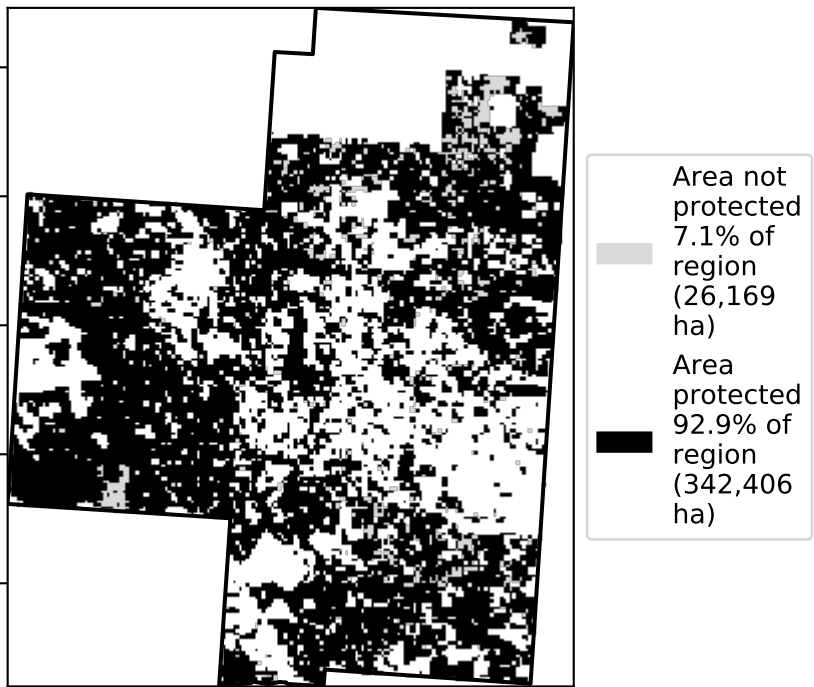 Area not
protected
7.1% of
region
(26,169
ha)
Area
protected
92.9% of
region
(342,406
ha)